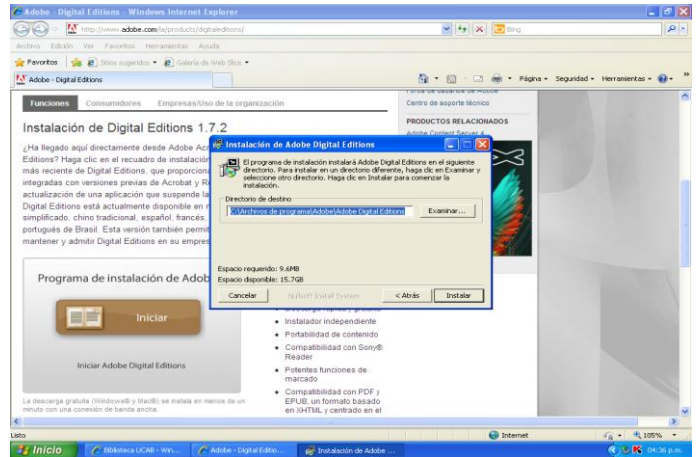 Adobe - Digital Editions - Windows Internet Explorer
http://www.adobe.com/la/products/digitaleditions/
Bing
Archivo Edición Ver Favoritos Herramientas Ayuda
Favoritos Sitios sugeridos Galería de Web Slice
Adobe - Digital Editions
Página Seguridad Herramientas
Funciones Consumidores Empresas/Uso de la organización
Centro de soporte técnico
PRODUCTOS RELACIONADOS
Adobe Content Server 4
Instalación de Digital Editions 1.7.2
¿Ha llegado aquí directamente desde Adobe
Editions? Haga clic en el recuadro de instalación
más reciente de Digital Editions, que
integradas con versiones previas de Acrobat y
actualización de una aplicación que suspende la
Digital Editions está actualmente disponible en
simplificado, chino tradicional, español, francés,
portugués de Brasil. Esta versión también
mantener y admitir Digital Editions en su
Instalación de Adobe Digital Editions
El programa de instalación instalará Adobe Digital Editions en el siguiente
directorio. Para instalar en un directorio diferente, haga clic en Examinar y
seleccione otro directorio. Haga clic en Instalar para comenzar la
instalación.
Directorio de destino
C:\Archivos de programa\Adobe\Adobe Digital Editions
Examinar...
Espacio requerido: 9.6MB
Espacio disponible: 15.7GB
Cancelar Nullsoft Install System < Atrás Instalar
Programa de instalación de
Iniciar
Iniciar Adobe Digital Editions
La descarga gratuita (Windows® y Mac®) se instala en menos de un
minuto con una conexión de banda ancha.
• Instalador independiente
• Portabilidad de contenido
• Compatibilidad con Sony®
Reader
• Potentes funciones de
marcado
• Compatibilidad con PDF y
EPUB, un formato basado
en XHTML y centrado en el
Listo
Internet
105%
Inicio
Biblioteca UCAB - Win...
Adobe - Digital Editio...
Instalación de Adobe ...
04:36 p.m.